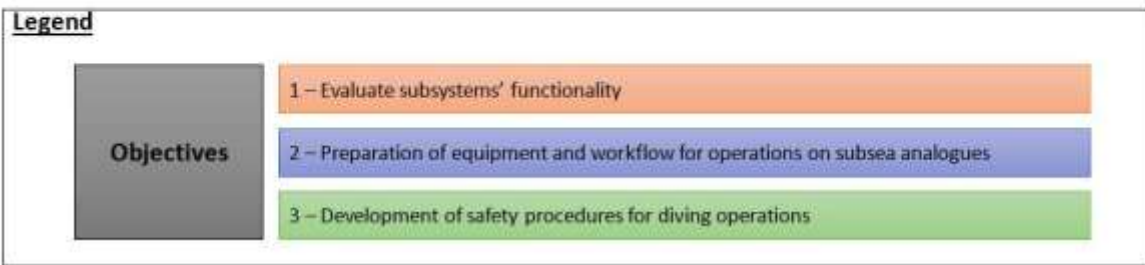 Legend
Objectives
1 – Evaluate subsystems’ functionality
2 – Preparation of equipment and workflow for operations on subsea analogues
3 – Development of safety procedures for diving operations